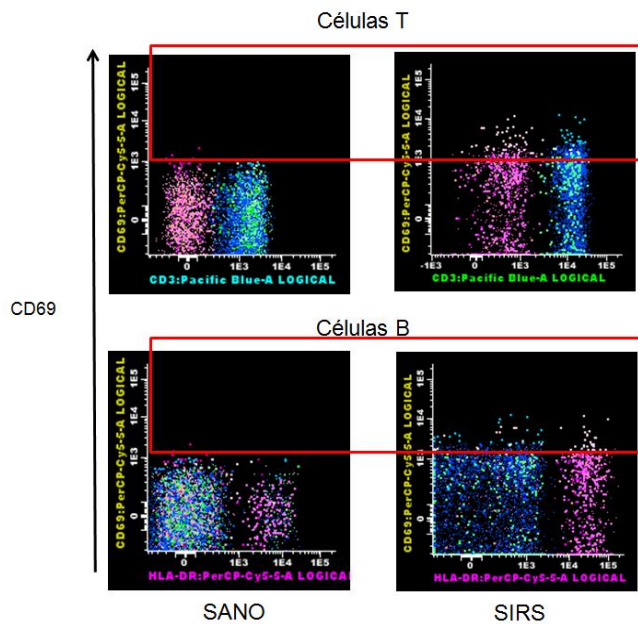 Células T
CD69:PerCP-Cy5-5-A LOGICAL
1E5
1E4
1E3
0
0
1E3
1E4
1E5
CD3:Pacific Blue-A LOGICAL
CD69:PerCP-Cy5-5-A LOGICAL
1E5
1E4
1E3
0
-1E3
0
1E3
1E4
1E5
CD3:Pacific Blue-A LOGICAL
CD69
Células B
CD69:PerCP-Cy5-5-A LOGICAL
1E5
1E4
1E3
0
0
1E3
1E4
1E5
HLA-DR:PerCP-Cy5-5-A LOGICAL
CD69:PerCP-Cy5-5-A LOGICAL
1E5
1E4
1E3
0
0
1E3
1E4
1E5
HLA-DR:PerCP-Cy5-5-A LOGICAL
SANO
SIRS